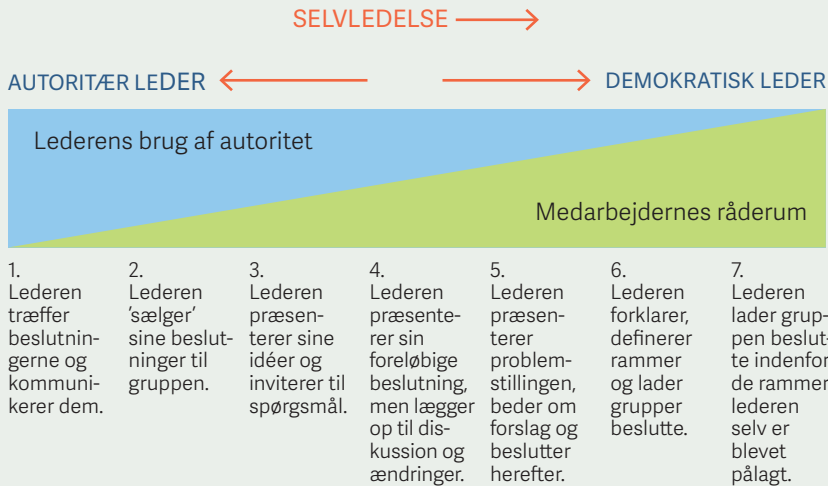 SELVLEDELSE
AUTORITÆR LEDER
DEMOKRATISK LEDER
Lederens brug af autoritet
Medarbejdernes råderum
1.
Lederen
træffer
beslutnin-
gerne og
kommuni-
kerer dem.
2.
Lederen
’sælger’
sine beslut-
ninger til
gruppen.
3.
Lederen
præsen-
terer sine
idéer og
inviterer til
spørgsmål.
4.
Lederen
præsente-
rer sin
foreløbige
beslutning,
men lægger
op til dis-
kussion og
ændringer.
5.
Lederen
præsen-
terer
problem-
stillingen,
beder om
forslag og
beslutter
herefter.
6.
Lederen
forklarer,
definerer
rammer
og lader
grupper
beslutte.
7.
Lederen
lader grup-
pen beslut-
te indenfor
de rammer
lederen
selv er
blevet
pålagt.